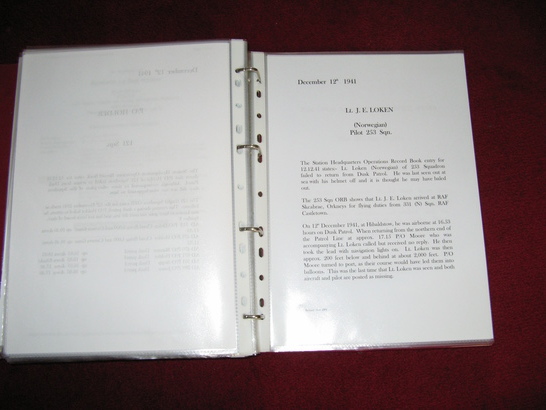 December 12th 1941
Lt. J. E. LOKEN
(Norwegian)
Pilot 253 Sqn.
The Station Headquarters Operations Record Book entry for
12.12.41 states:- Lt. Loken (Norwegian) of 253 Squadron
failed to return from Dusk Patrol. He was last seen out at
sea with his helmet off and it is thought he may have baled
out.
The 253 Sqn ORB shows that Lt. J. E. Loken arrived at RAF
Skeabrae, Orkneys for flying duties from 331 (N) Sqn. RAF
Castletown.
On 12th December 1941, at Hibaldstow, he was airborne at 16.35
hours on Dusk Patrol. When returning from the northern end of
the Patrol Line at approx. 17.15 P/O Moore who was
accompanying Lt. Loken called but received no reply. He then
took the lead with navigation lights on. Lt. Loken was then
approx. 200 feet below and behind at about 2,000 feet. P/O
Moore turned to port, as their course would have led them into
balloons. This was the last time that Lt. Loken was seen and both
aircraft and pilot are posted as missing.